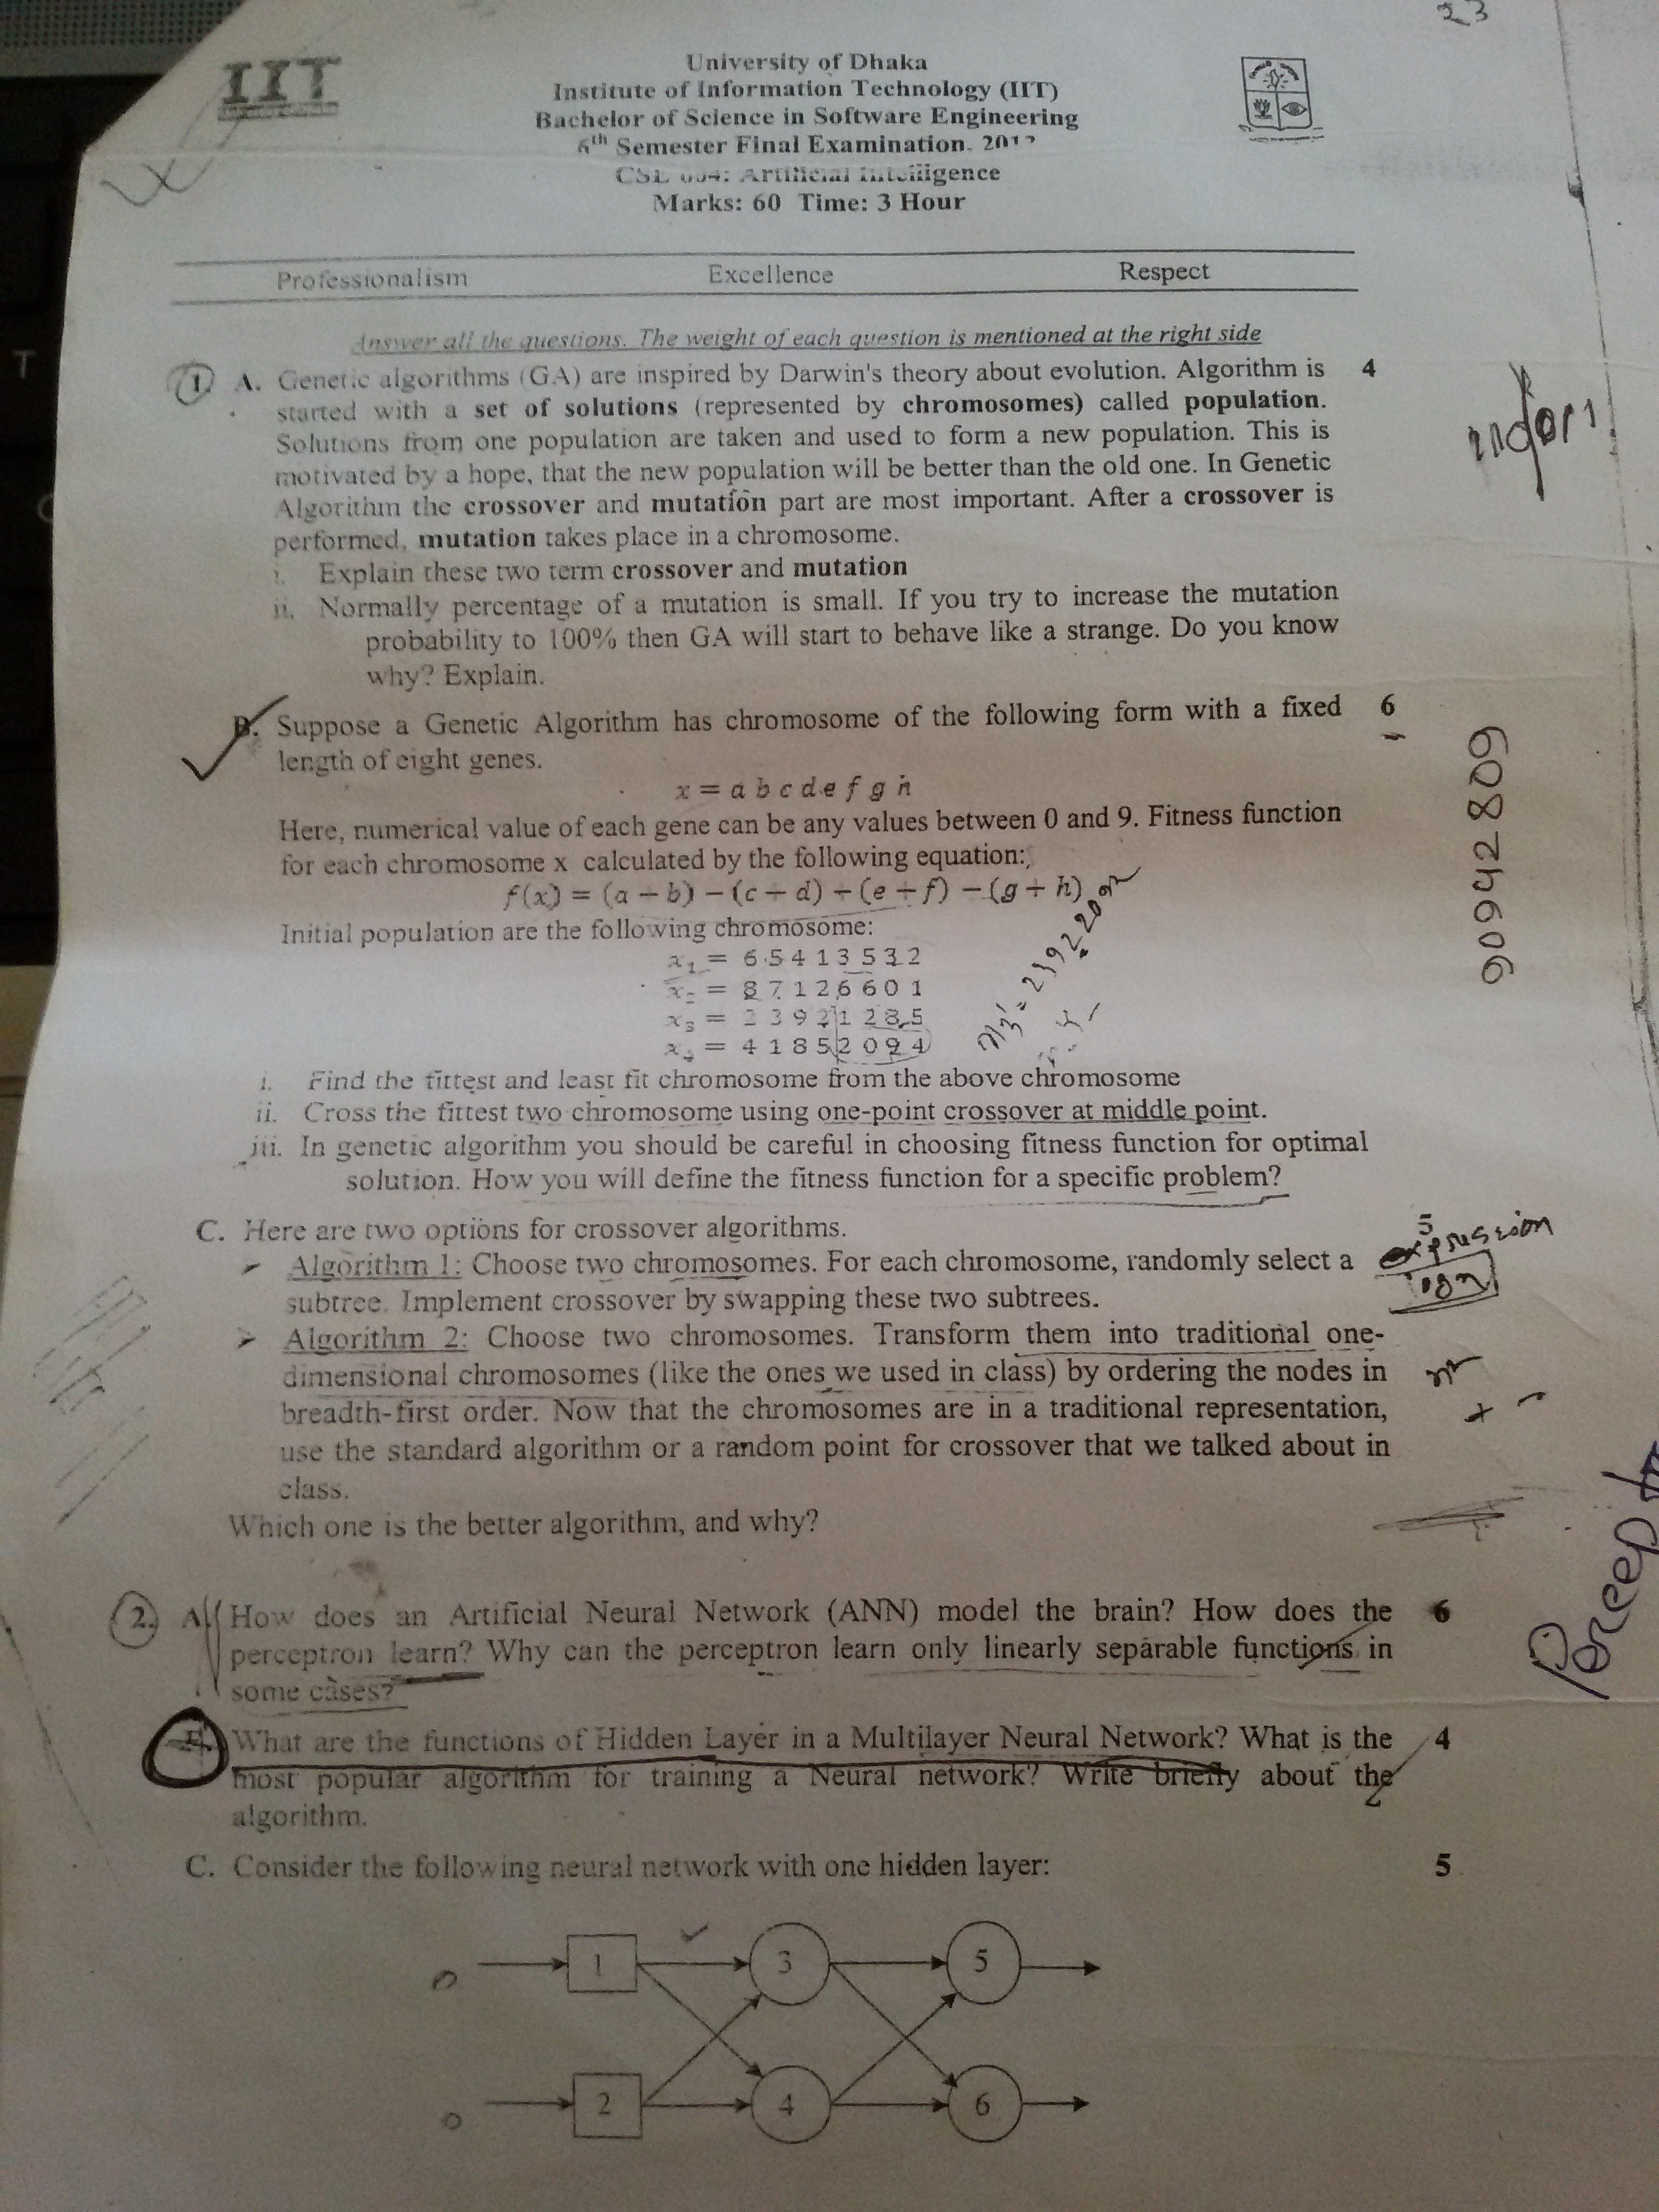 23
IIT
University of Dhaka
Institute of Information Technology (IIT)
Bachelor of Science in Software Engineering
6th Semester Final Examination.
Artificial Intelligence
Marks: 60 Time: 3 Hour
Professionalism Excellence Respect
Answer all the questions. The weight of each question is mentioned at the right side
1. A. Genetic algorithms (GA) are inspired by Darwin's theory about evolution. Algorithm is 4
started with a set of solutions (represented by chromosomes) called population.
Solutions from one population are taken and used to form a new population. This is
motivated by a hope, that the new population will be better than the old one. In Genetic
Algorithm the crossover and mutation part are most important. After a crossover is
performed, mutation takes place in a chromosome.
i. Explain these two term crossover and mutation
ii. Normally percentage of a mutation is small. If you try to increase the mutation
probability to 100% then GA will start to behave like a strange. Do you know
why? Explain.
B. Suppose a Genetic Algorithm has chromosome of the following form with a fixed 6
length of eight genes.
x = a b c d e f g h
Here, numerical value of each gene can be any values between 0 and 9. Fitness function
for each chromosome x calculated by the following equation:
f(x) = (a + b) − (c + d) + (e + f) − (g + h)
Initial population are the following chromosome:
x1 = 6 5 4 1 3 5 3 2
x2 = 8 7 1 2 6 6 0 1
x3 = 2 3 9 2 1 2 8 5
x4 = 4 1 8 5 2 0 9 4
i. Find the fittest and least fit chromosome from the above chromosome
ii. Cross the fittest two chromosome using one-point crossover at middle point.
iii. In genetic algorithm you should be careful in choosing fitness function for optimal
solution. How you will define the fitness function for a specific problem?
C. Here are two options for crossover algorithms. 5
➢ Algorithm 1: Choose two chromosomes. For each chromosome, randomly select a
subtree. Implement crossover by swapping these two subtrees.
➢ Algorithm 2: Choose two chromosomes. Transform them into traditional one-
dimensional chromosomes (like the ones we used in class) by ordering the nodes in
breadth-first order. Now that the chromosomes are in a traditional representation,
use the standard algorithm or a random point for crossover that we talked about in
class.
Which one is the better algorithm, and why?
2. A. How does an Artificial Neural Network (ANN) model the brain? How does the 6
perceptron learn? Why can the perceptron learn only linearly separable functions in
some cases?
What are the functions of Hidden Layer in a Multilayer Neural Network? What is the 4
most popular algorithm for training a Neural network? Write briefly about the
algorithm.
C. Consider the following neural network with one hidden layer: 5
1 3 5
2 4 6
90942809
expression